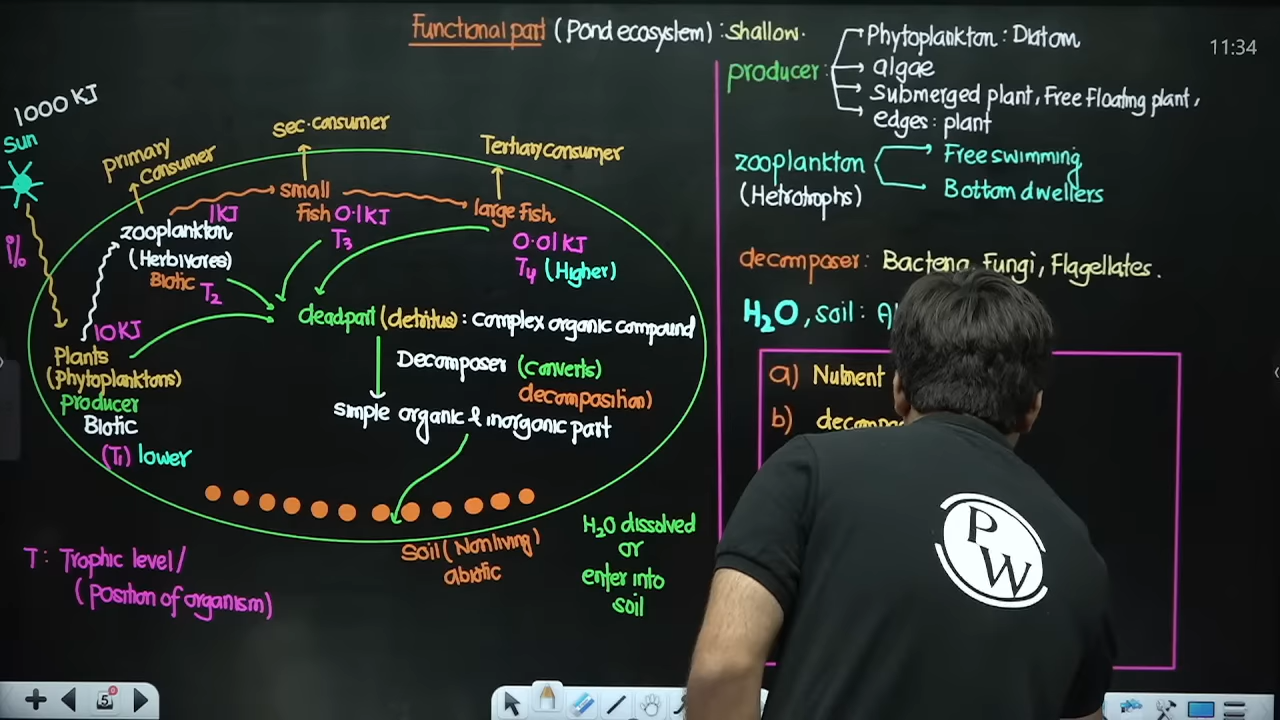 Functional part (Pond ecosystem) : shallow.
11:34
1000 KJ
Sun
1%
primary
consumer
sec. consumer
Tertiary consumer
zooplankton
(Herbivores)
Biotic T2
1KJ
small
Fish 0.1KJ
T3
large fish
0.01KJ
T4 (Higher)
10KJ
Plants
(phytoplanktons)
producer
Biotic
(T1) lower
deadpart (detritus) : complex organic compound
Decomposer (converts)
decomposition)
simple organic & inorganic part
Soil (Nonliving)
abiotic
H2O dissolved
or
enter into
soil
T: Trophic level/
(position of organism)
producer :
Phytoplankton : Diatom
algae
Submerged plant, Free Floating plant,
edges : plant
zooplankton
(Hetrotrophs)
Free swimming
Bottom dwellers
decomposer : Bacteria, Fungi, Flagellates.
H2O, soil :
a) Nutrient
b)
PW
5
0